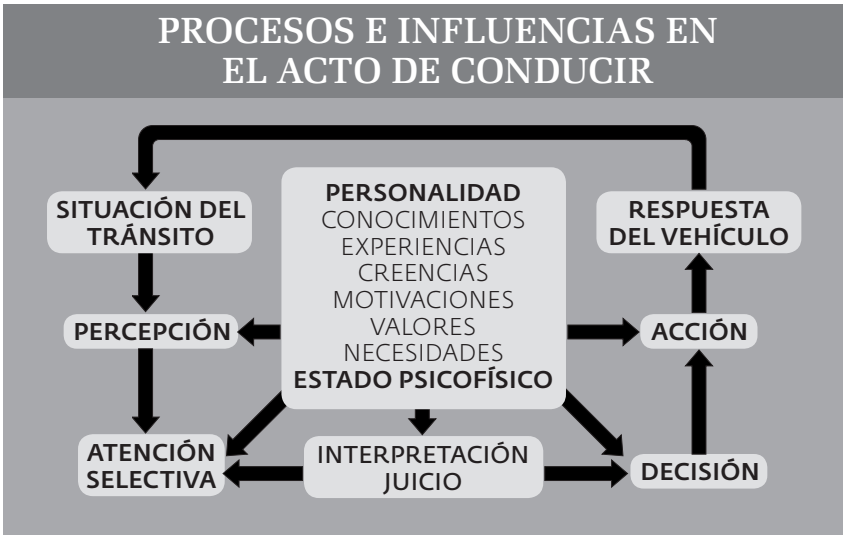 PROCESOS E INFLUENCIAS EN
EL ACTO DE CONDUCIR
SITUACIÓN DEL
TRÁNSITO
PERCEPCIÓN
ATENCIÓN
SELECTIVA
PERSONALIDAD
CONOCIMIENTOS
EXPERIENCIAS
CREENCIAS
MOTIVACIONES
VALORES
NECESIDADES
ESTADO PSICOFÍSICO
INTERPRETACIÓN
JUICIO
RESPUESTA
DEL VEHÍCULO
ACCIÓN
DECISIÓN